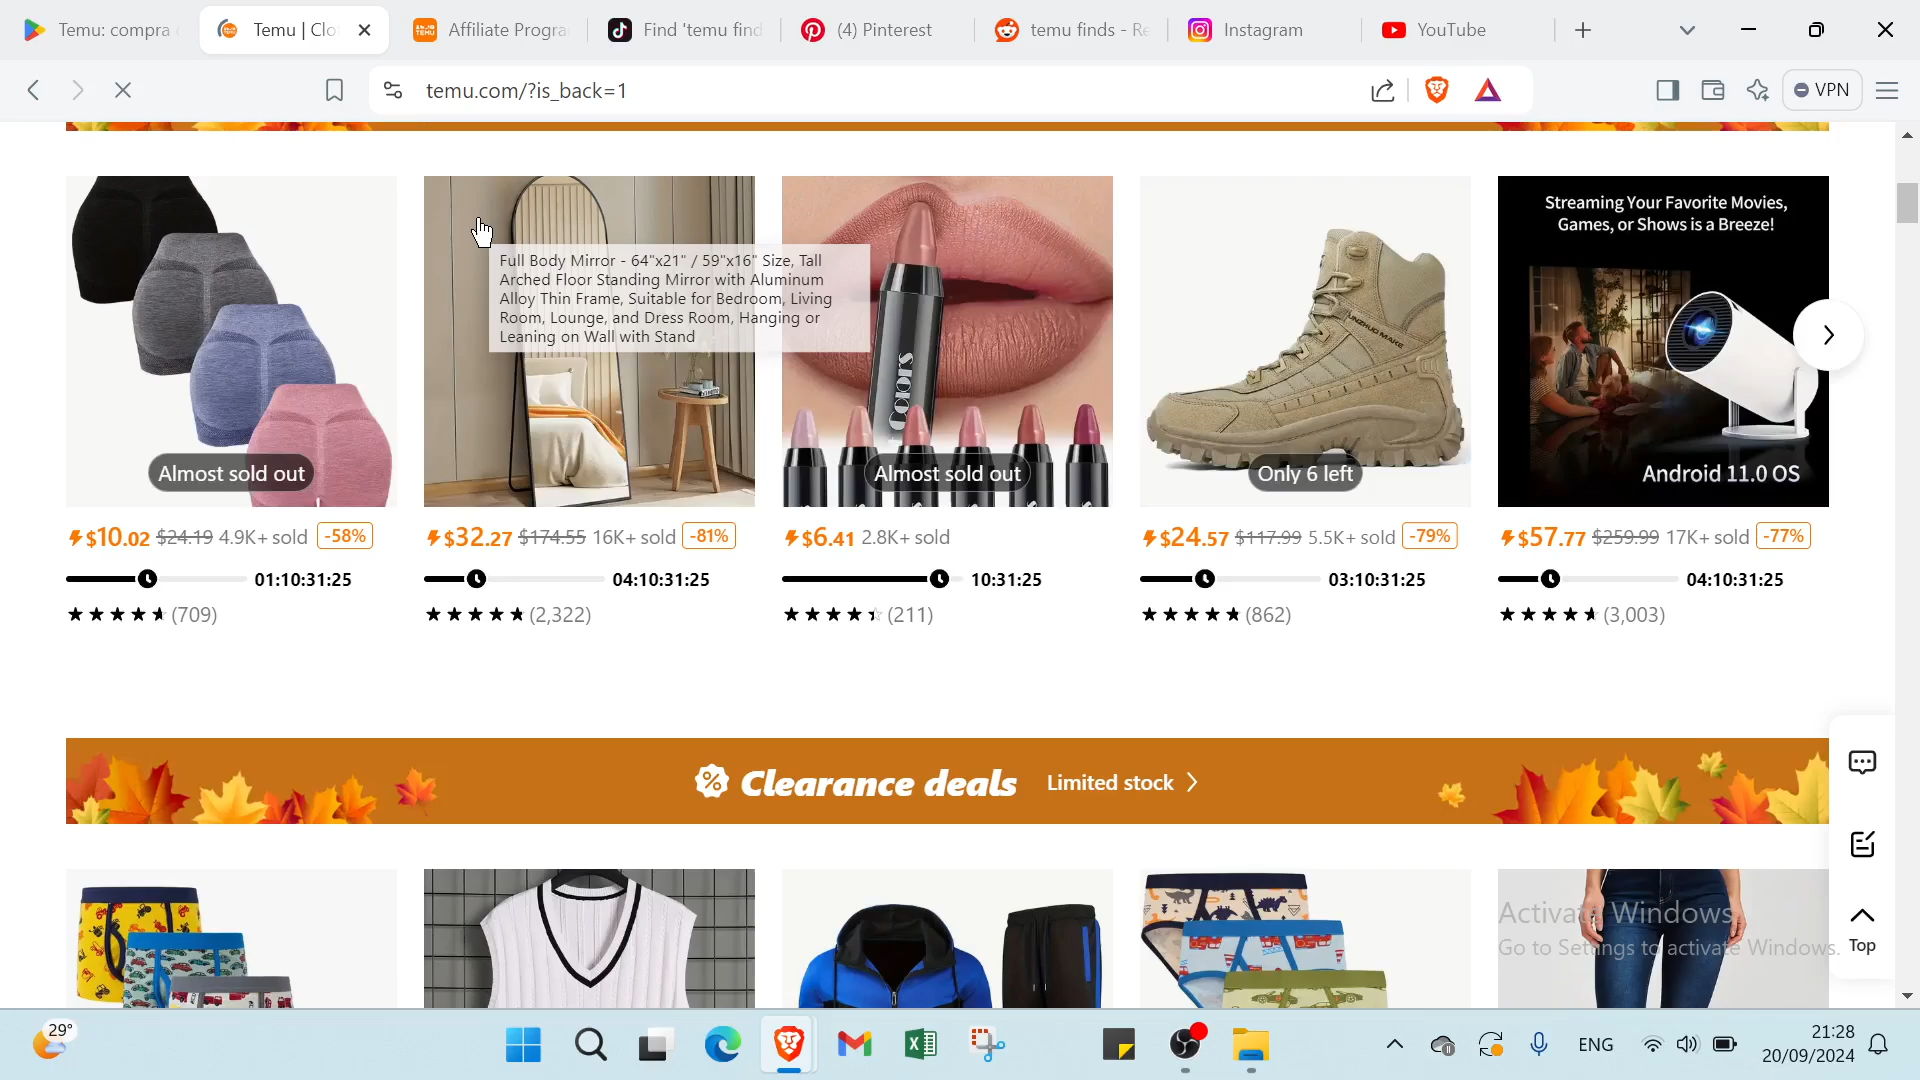 Temu: compra
Temu | Clo
Affiliate Progra
Find 'temu find
(4) Pinterest
temu finds - Re
Instagram
YouTube
temu.com/?is_back=1
VPN
Full Body Mirror - 64"x21" / 59"x16" Size, Tall
Arched Floor Standing Mirror with Aluminum
Alloy Thin Frame, Suitable for Bedroom, Living
Room, Lounge, and Dress Room, Hanging or
Leaning on Wall with Stand
COLORS
UNZHUO MAKE
Streaming Your Favorite Movies,
Games, or Shows is a Breeze!
Android 11.0 OS
Almost sold out
Almost sold out
Only 6 left
$10.02 $24.19 4.9K+ sold -58%
$32.27 $174.55 16K+ sold -81%
$6.41 2.8K+ sold
$24.57 $117.99 5.5K+ sold -79%
$57.77 $259.99 17K+ sold -77%
01:10:31:25
04:10:31:25
10:31:25
03:10:31:25
04:10:31:25
(709)
(2,322)
(211)
(862)
(3,003)
Clearance deals Limited stock
Activate Windows
Go to Settings to activate Windows.
Top
29°
ENG
21:28
20/09/2024